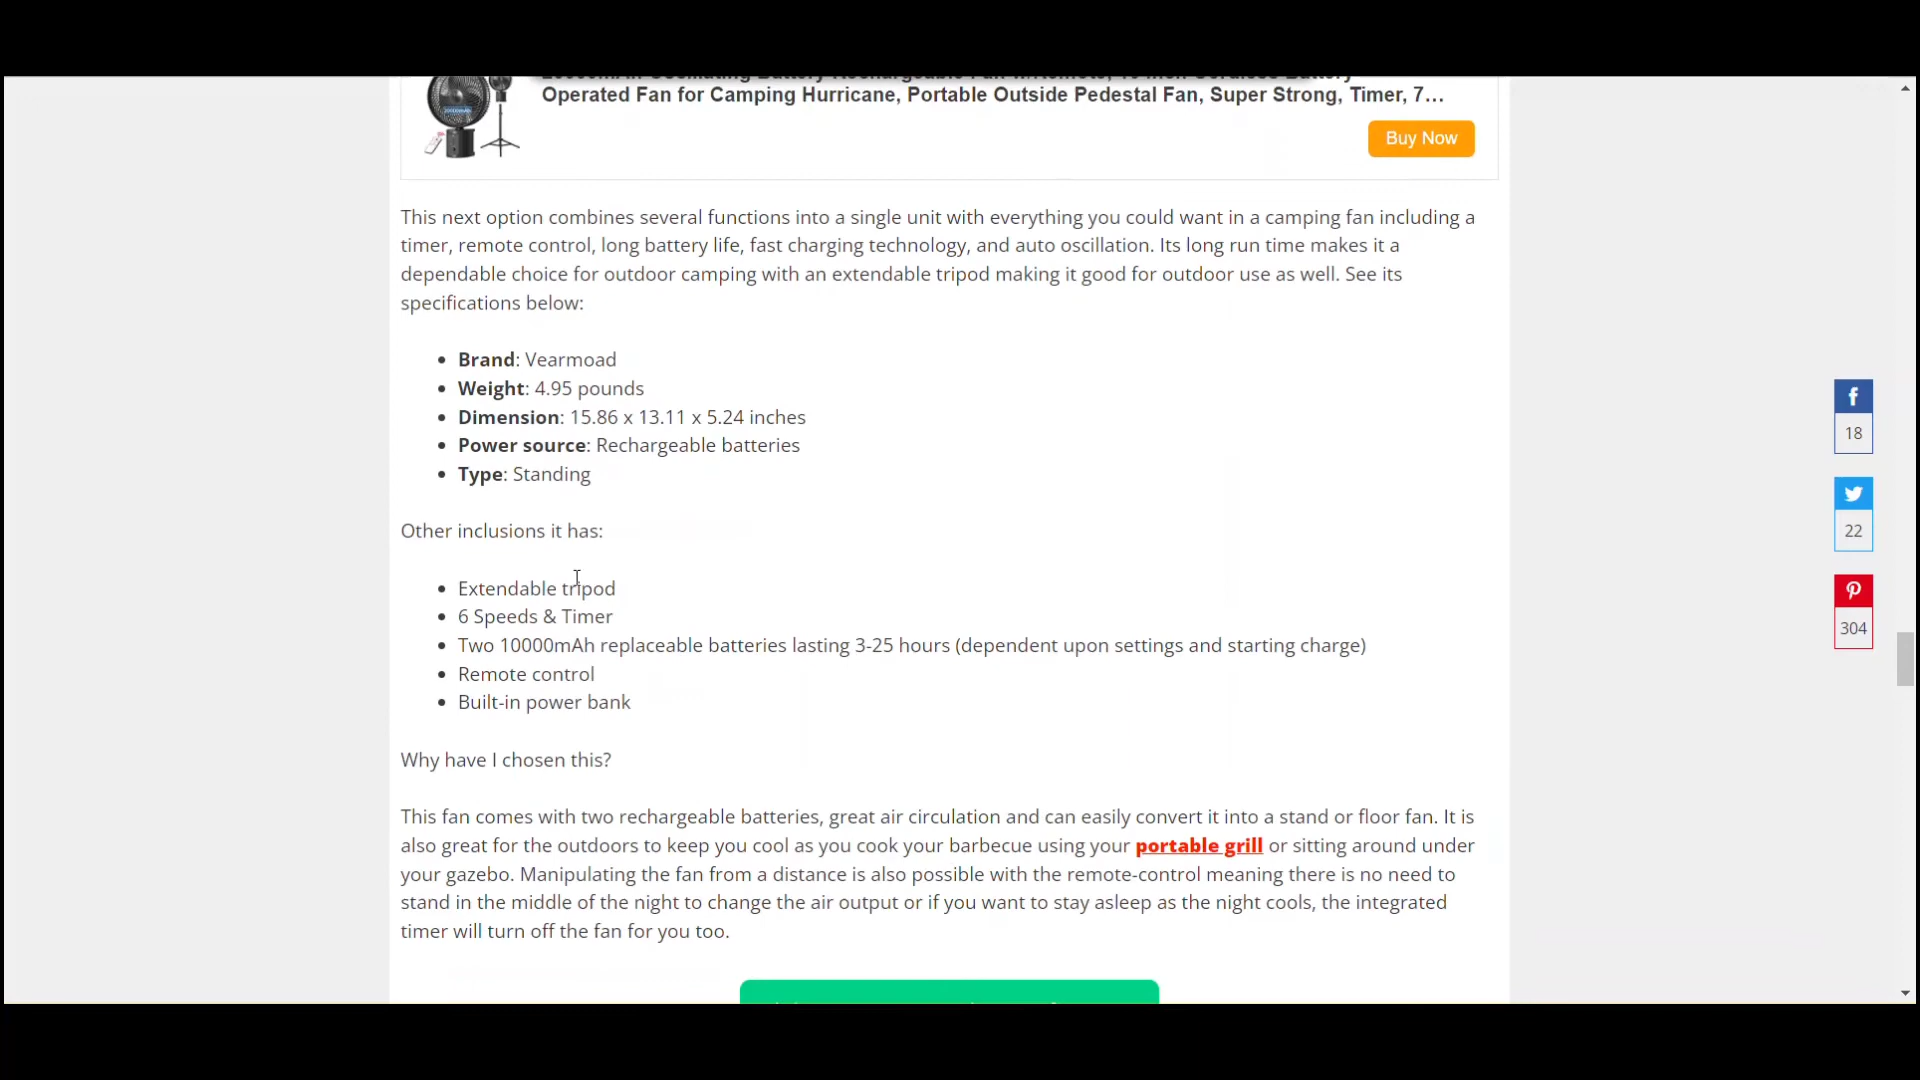 20000mAh Oscillating Battery Rechargeable Fan w/Remote, 10 Inch Cordless Battery
Operated Fan for Camping Hurricane, Portable Outside Pedestal Fan, Super Strong, Timer, 7...
Buy Now
This next option combines several functions into a single unit with everything you could want in a camping fan including a
timer, remote control, long battery life, fast charging technology, and auto oscillation. Its long run time makes it a
dependable choice for outdoor camping with an extendable tripod making it good for outdoor use as well. See its
specifications below:
Brand: Vearmoad
Weight: 4.95 pounds
Dimension: 15.86 x 13.11 x 5.24 inches
Power source: Rechargeable batteries
Type: Standing
Other inclusions it has:
Extendable tripod
6 Speeds & Timer
Two 10000mAh replaceable batteries lasting 3-25 hours (dependent upon settings and starting charge)
Remote control
Built-in power bank
Why have I chosen this?
This fan comes with two rechargeable batteries, great air circulation and can easily convert it into a stand or floor fan. It is
also great for the outdoors to keep you cool as you cook your barbecue using your portable grill or sitting around under
your gazebo. Manipulating the fan from a distance is also possible with the remote-control meaning there is no need to
stand in the middle of the night to change the air output or if you want to stay asleep as the night cools, the integrated
timer will turn off the fan for you too.
18
22
304